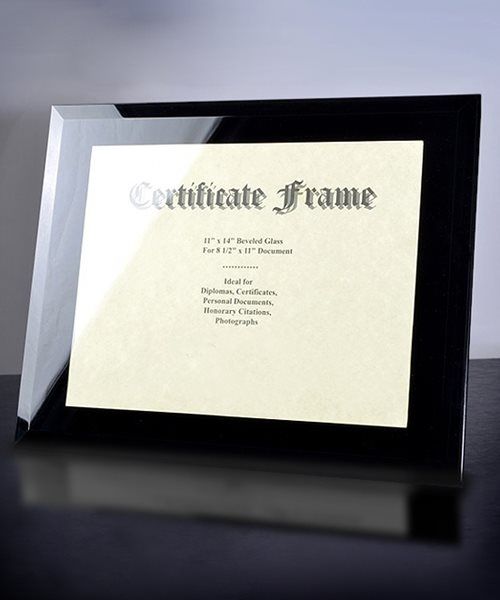 Certificate Frame
11" x 14" Beveled Glass
For 8 1/2" x 11" Document
------------
Ideal for
Diplomas, Certificates,
Personal Documents,
Honorary Citations,
Photographs